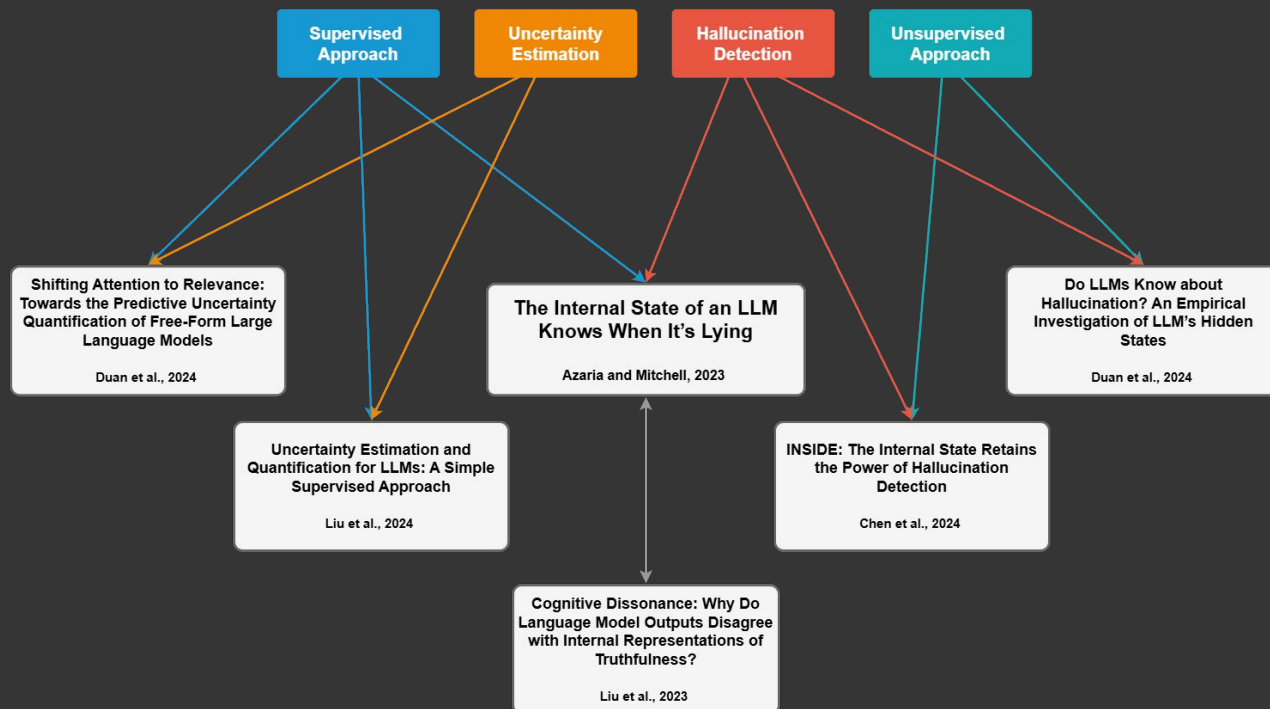 Supervised
Approach
Uncertainty
Estimation
Hallucination
Detection
Unsupervised
Approach
Shifting Attention to Relevance:
Towards the Predictive Uncertainty
Quantification of Free-Form Large
Language Models
Duan et al., 2024
The Internal State of an LLM
Knows When It's Lying
Azaria and Mitchell, 2023
Do LLMs Know about
Hallucination? An Empirical
Investigation of LLM's Hidden
States
Duan et al., 2024
Uncertainty Estimation and
Quantification for LLMs: A Simple
Supervised Approach
Liu et al., 2024
INSIDE: The Internal State Retains
the Power of Hallucination
Detection
Chen et al., 2024
Cognitive Dissonance: Why Do
Language Model Outputs Disagree
with Internal Representations of
Truthfulness?
Liu et al., 2023